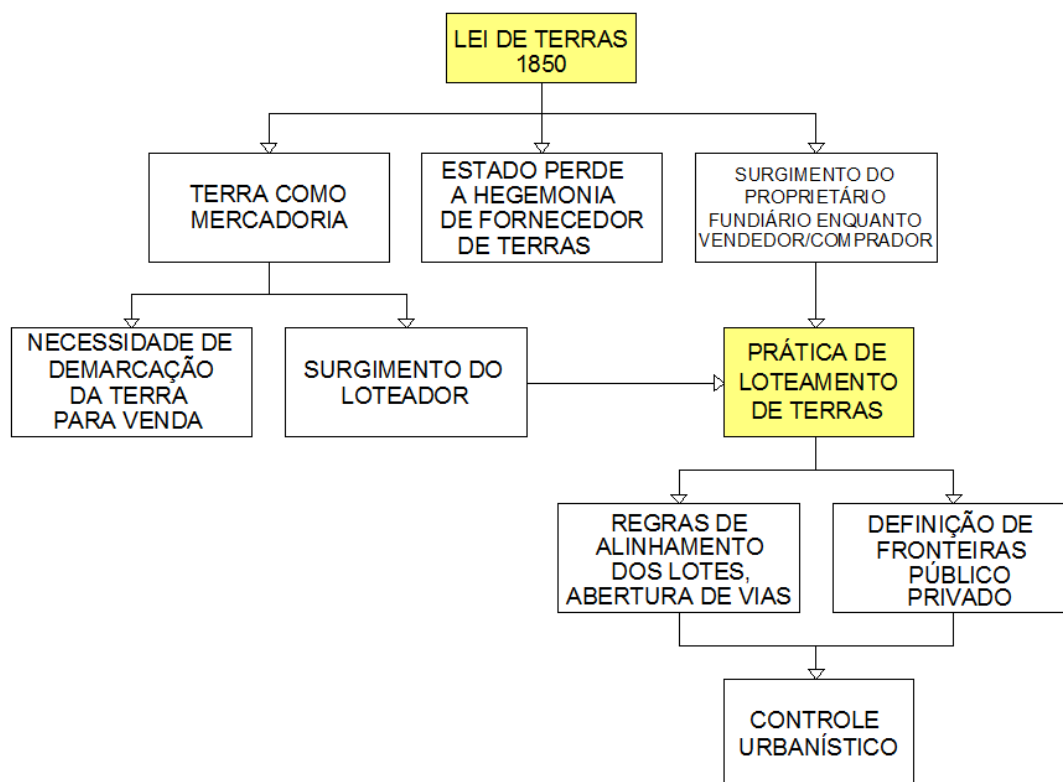 LEI DE TERRAS
1850
TERRA COMO
MERCADORIA
ESTADO PERDE
A HEGEMONIA
DE FORNECEDOR
DE TERRAS
SURGIMENTO DO
PROPRIETÁRIO
FUNDIÁRIO ENQUANTO
VENDEDOR/COMPRADOR
NECESSIDADE DE
DEMARCAÇÃO
DA TERRA
PARA VENDA
SURGIMENTO DO
LOTEADOR
PRÁTICA DE
LOTEAMENTO
DE TERRAS
REGRAS DE
ALINHAMENTO
DOS LOTES,
ABERTURA DE VIAS
DEFINIÇÃO DE
FRONTEIRAS
PÚBLICO
PRIVADO
CONTROLE
URBANÍSTICO